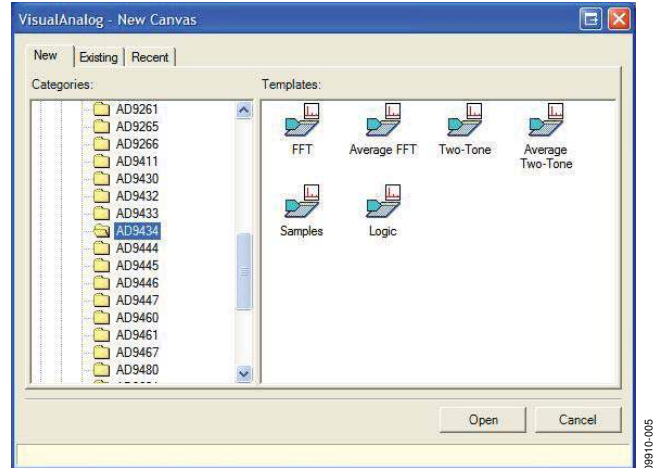 VisualAnalog - New Canvas
New Existing Recent
Categories:
Templates:
AD9261
AD9265
AD9266
AD9411
AD9430
AD9432
AD9433
AD9434
AD9444
AD9445
AD9446
AD9447
AD9460
AD9461
AD9467
AD9480
FFT
Average FFT
Two-Tone
Average
Two-Tone
Samples
Logic
Open
Cancel
09910-005